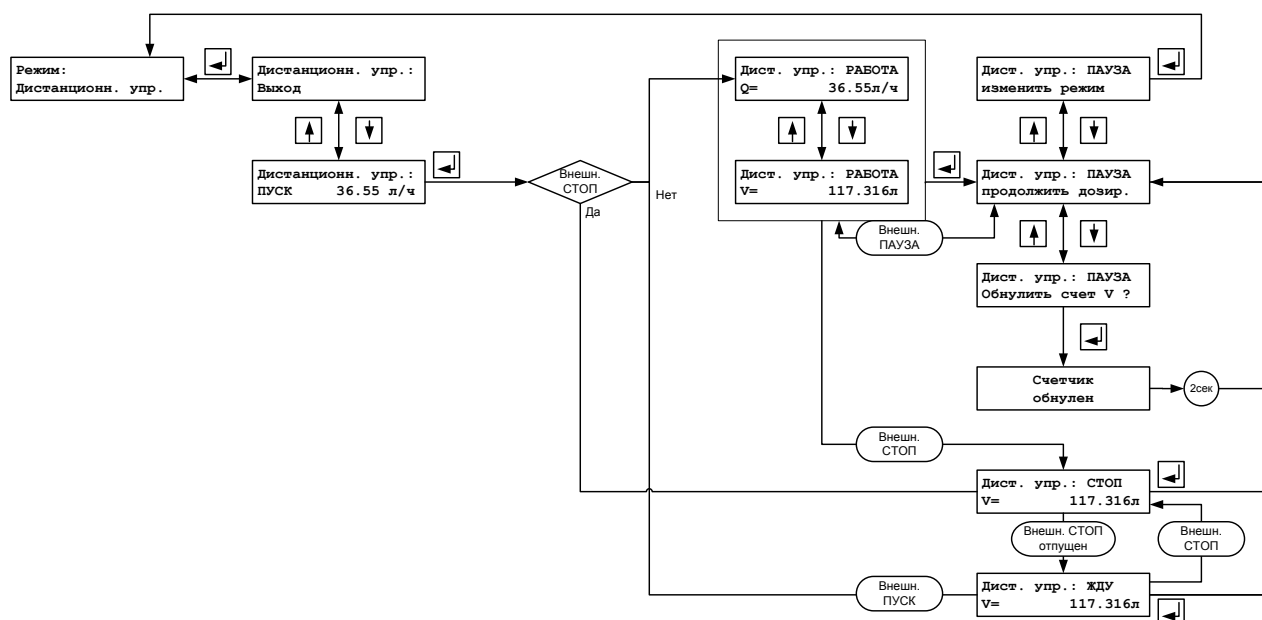 Режим:
Дистанционн. упр.
Дистанционн. упр.:
Выход
Дистанционн. упр.:
ПУСК 36.55 л/ч
Внешн.
СТОП
Да
Нет
Дист. упр.: РАБОТА
Q= 36.55л/ч
Дист. упр.: РАБОТА
V= 117.316л
Внешн.
ПАУЗА
Дист. упр.: ПАУЗА
изменить режим
Дист. упр.: ПАУЗА
продолжить дозир.
Дист. упр.: ПАУЗА
Обнулить счет V ?
Счетчик
обнулен
2сек
Внешн.
СТОП
Дист. упр.: СТОП
V= 117.316л
Внешн. СТОП
отпущен
Внешн.
СТОП
Внешн.
ПУСК
Дист. упр.: ЖДУ
V= 117.316л